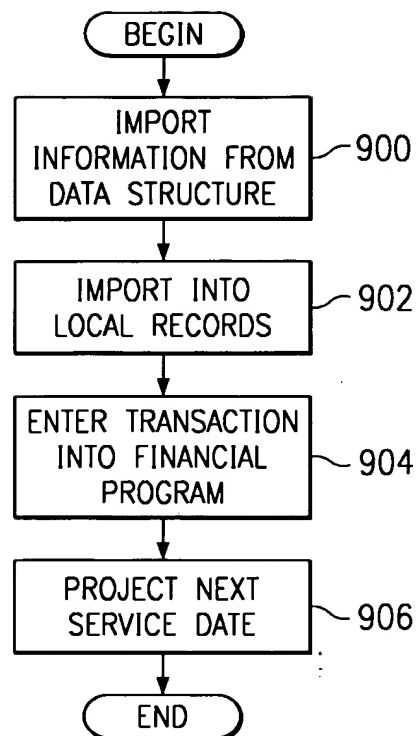 BEGIN
IMPORT
INFORMATION FROM
DATA STRUCTURE
900
IMPORT INTO
LOCAL RECORDS
902
ENTER TRANSACTION
INTO FINANCIAL
PROGRAM
904
PROJECT NEXT
SERVICE DATE
906
END